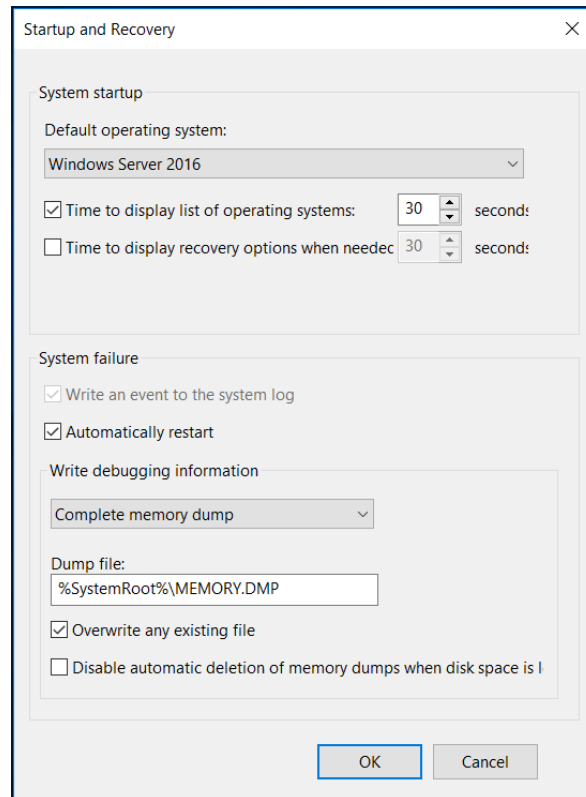 Startup and Recovery
System startup
Default operating system:
Windows Server 2016
Time to display list of operating systems: 30 seconds
Time to display recovery options when needed 30 seconds
System failure
Write an event to the system log
Automatically restart
Write debugging information
Complete memory dump
Dump file:
%SystemRoot%\MEMORY.DMP
Overwrite any existing file
Disable automatic deletion of memory dumps when disk space is
OK Cancel